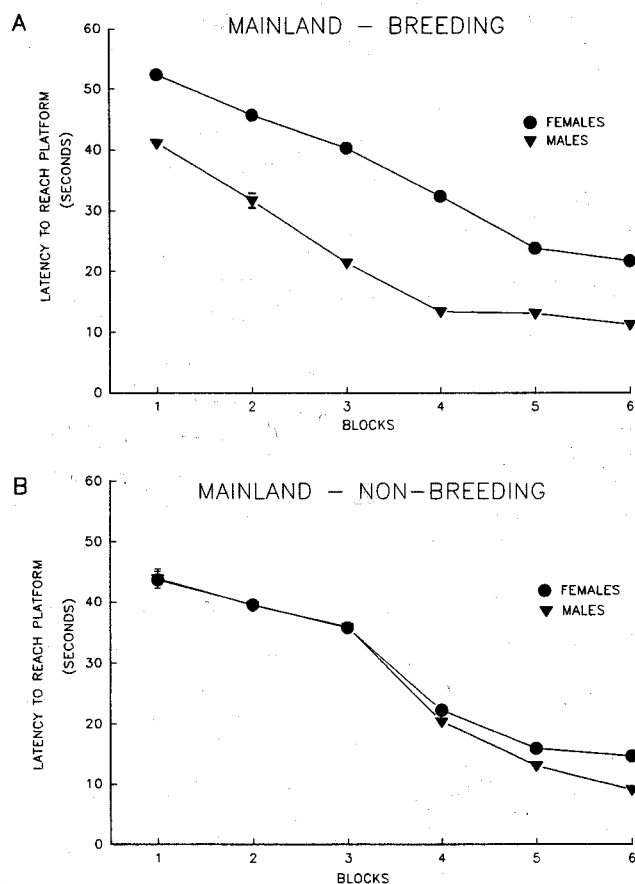 A
MAINLAND – BREEDING
LATENCY TO REACH PLATFORM
(SECONDS)
60
50
40
30
20
10
0
FEMALES
MALES
1 2 3 4 5 6
BLOCKS
B
MAINLAND – NON–BREEDING
LATENCY TO REACH PLATFORM
(SECONDS)
60
50
40
30
20
10
0
FEMALES
MALES
1 2 3 4 5 6
BLOCKS